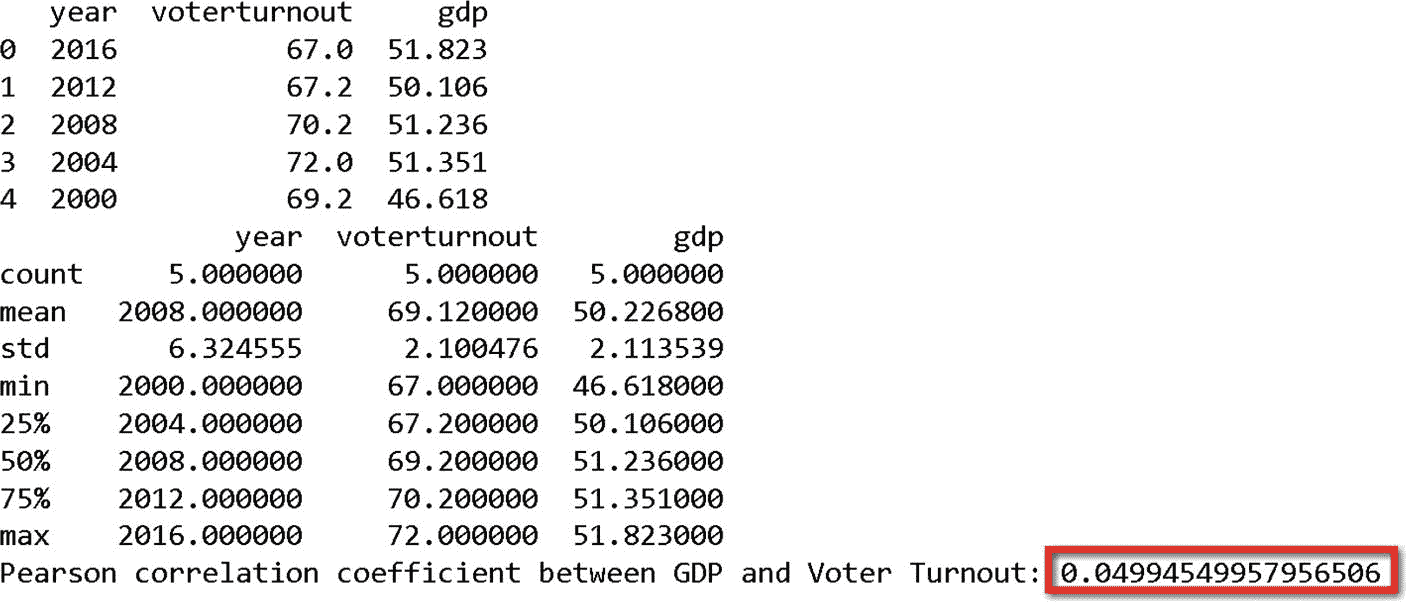 year voterturnout gdp
0 2016 67.0 51.823
1 2012 67.2 50.106
2 2008 70.2 51.236
3 2004 72.0 51.351
4 2000 69.2 46.618
year voterturnout gdp
count 5.000000 5.000000 5.000000
mean 2008.000000 69.120000 50.226800
std 6.324555 2.100476 2.113539
min 2000.000000 67.000000 46.618000
25% 2004.000000 67.200000 50.106000
50% 2008.000000 69.200000 51.236000
75% 2012.000000 70.200000 51.351000
max 2016.000000 72.000000 51.823000
Pearson correlation coefficient between GDP and Voter Turnout: 0.04994549957956506